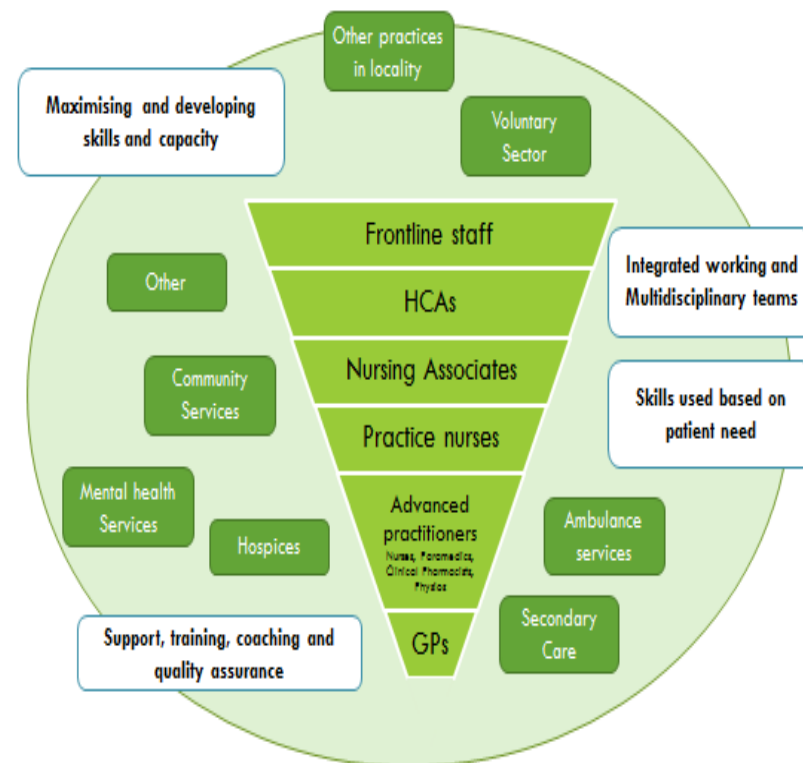 Other practices
in locality
Maximising and developing
skills and capacity
Voluntary
Sector
Frontline staff
Integrated working and
Multidisciplinary teams
Other
HCAs
Nursing Associates
Community
Services
Skills used based on
patient need
Practice nurses
Mental health
Services
Hospices
Advanced
practitioners
Nurses, Paramedics,
Clinical Pharmacists,
Physios
Ambulance
services
Support, training, coaching and
quality assurance
GPs
Secondary
Care